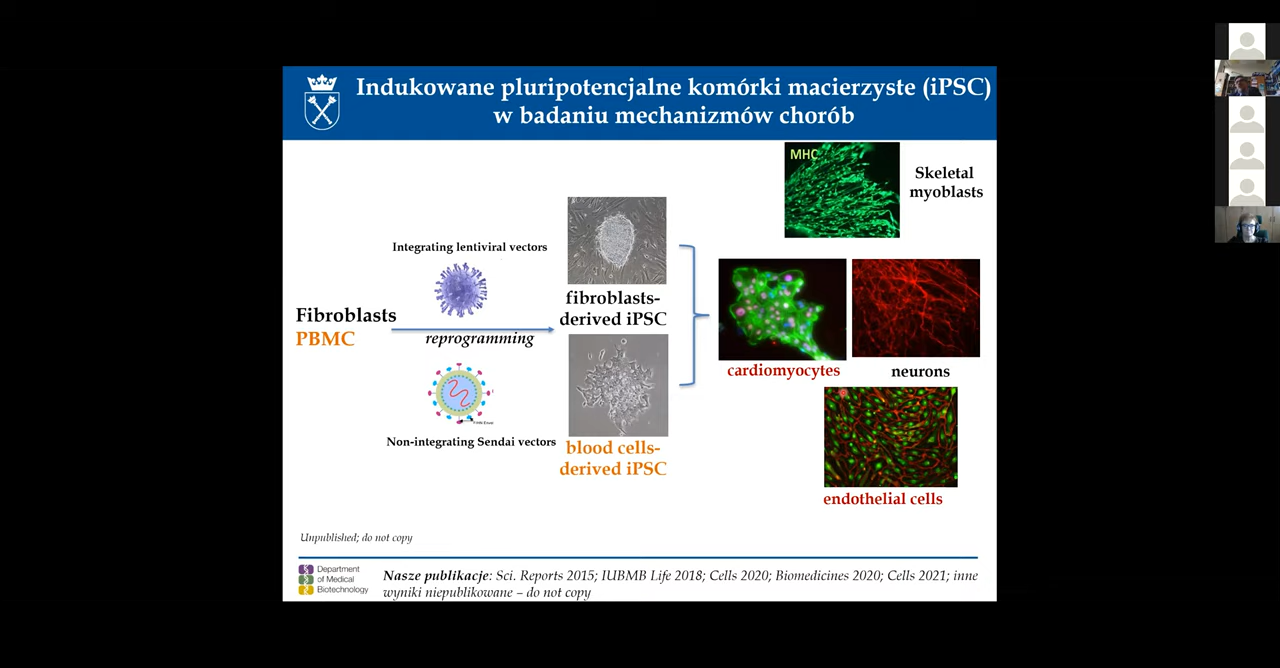 Indukowane pluripotencjalne komórki macierzyste (iPSC)
w badaniu mechanizmów chorób
MHC
Skeletal
myoblasts
Integrating lentiviral vectors
Fibroblasts
PBMC
reprogramming
Non-integrating Sendai vectors
fibroblasts-
derived iPSC
blood cells-
derived iPSC
cardiomyocytes
neurons
endothelial cells
Unpublished; do not copy
Department
of Medical
Biotechnology
Nasze publikacje: Sci. Reports 2015; IUBMB Life 2018; Cells 2020; Biomedicines 2020; Cells 2021; inne
wyniki niepublikowane – do not copy